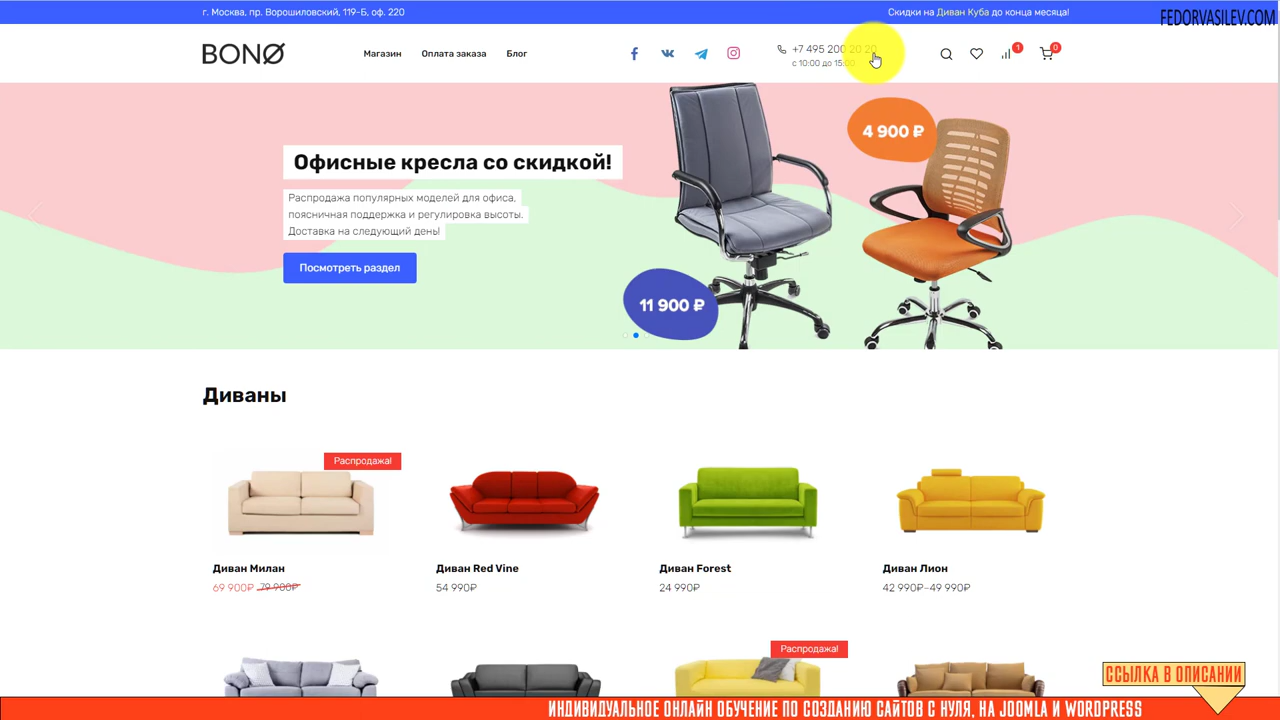 г. Москва, пр. Ворошиловский, 119-Б, оф. 220
Скидки на Диван Куба до конца месяца!
FEDORVASILEV.COM
BONO
Магазин
Оплата заказа
Блог
+7 495 200 20 20
с 10:00 до 15:00
1
0
4 900 ₽
Офисные кресла со скидкой!
Распродажа популярных моделей для офиса,
поясничная поддержка и регулировка высоты.
Доставка на следующий день!
Посмотреть раздел
11 900 ₽
Диваны
Распродажа!
Диван Милан
69 900₽ 79 900₽
Диван Red Vine
54 990₽
Диван Forest
24 990₽
Диван Лион
42 990₽–49 990₽
Распродажа!
ССЫЛКА В ОПИСАНИИ
ИНДИВИДУАЛЬНОЕ ОНЛАЙН ОБУЧЕНИЕ ПО СОЗДАНИЮ САЙТОВ С НУЛЯ, НА JOOMLA И WORDPRESS